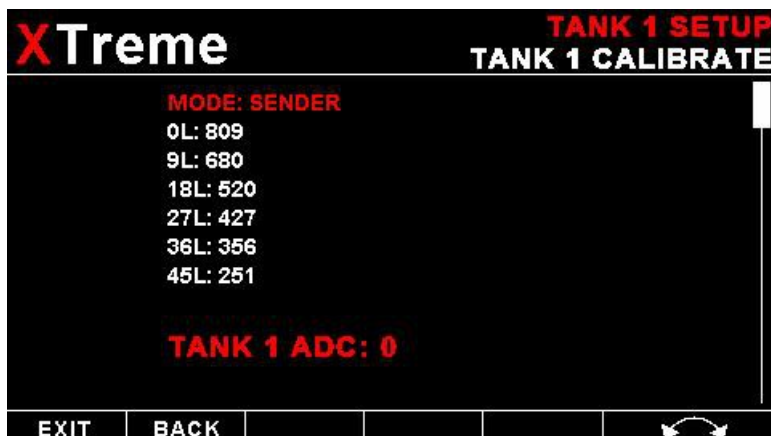 XTreme
TANK 1 SETUP
TANK 1 CALIBRATE
MODE: SENDER
0L: 809
9L: 680
18L: 520
27L: 427
36L: 356
45L: 251
TANK 1 ADC: 0
EXIT BACK